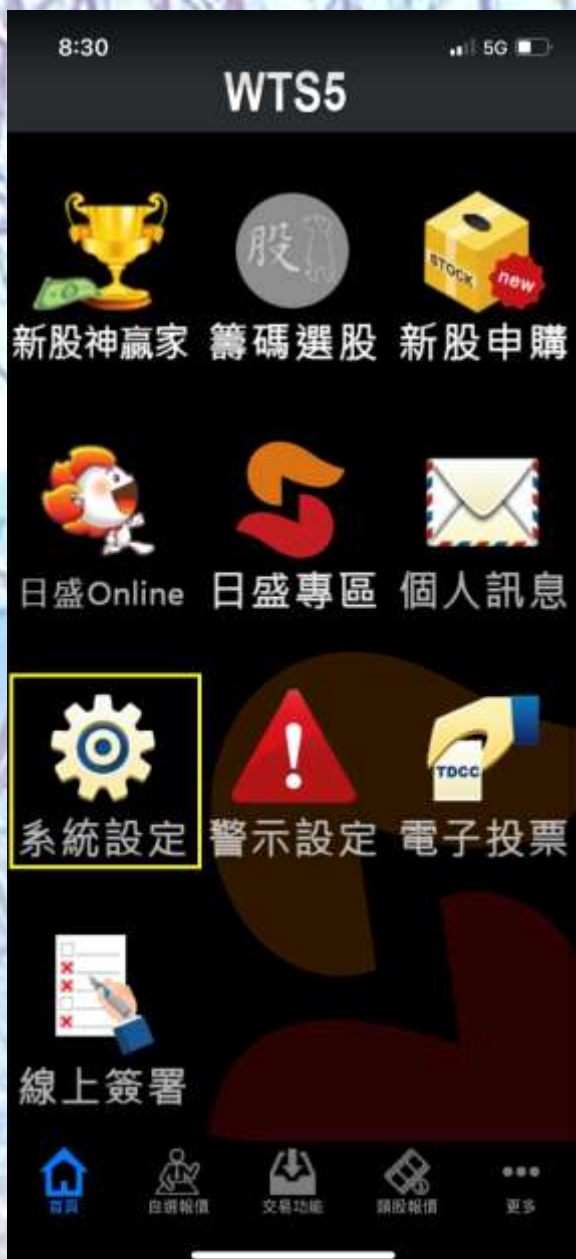 8:30 5G
WTS5
股
STOCK new
新股神贏家 籌碼選股 新股申購
日盛Online 日盛專區 個人訊息
TDCC
系統設定 警示設定 電子投票
線上簽署
首頁 自選報價 交易功能 類股報價 更多